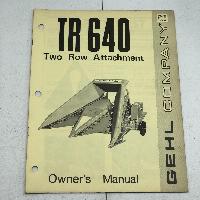 TR 640
Two Row Attachment
GEHL COMPANY
Owner's Manual